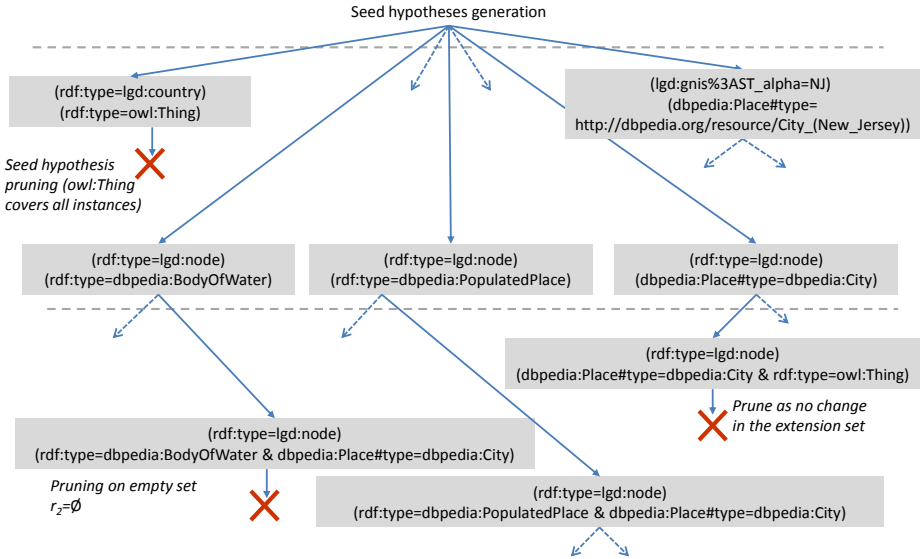 Seed hypotheses generation
(rdf:type=lgd:country)
(rdf:type=owl:Thing)
(lgd:gnis%3AST_alpha=NJ)
(dbpedia:Place#type=
http://dbpedia.org/resource/City_(New_Jersey))
Seed hypothesis
pruning (owl:Thing
covers all instances)
(rdf:type=lgd:node)
(rdf:type=dbpedia:BodyOfWater)
(rdf:type=lgd:node)
(rdf:type=dbpedia:PopulatedPlace)
(rdf:type=lgd:node)
(dbpedia:Place#type=dbpedia:City)
(rdf:type=lgd:node)
(dbpedia:Place#type=dbpedia:City & rdf:type=owl:Thing)
Prune as no change
in the extension set
(rdf:type=lgd:node)
(rdf:type=dbpedia:BodyOfWater & dbpedia:Place#type=dbpedia:City)
Pruning on empty set
r2=Ø
(rdf:type=lgd:node)
(rdf:type=dbpedia:PopulatedPlace & dbpedia:Place#type=dbpedia:City)